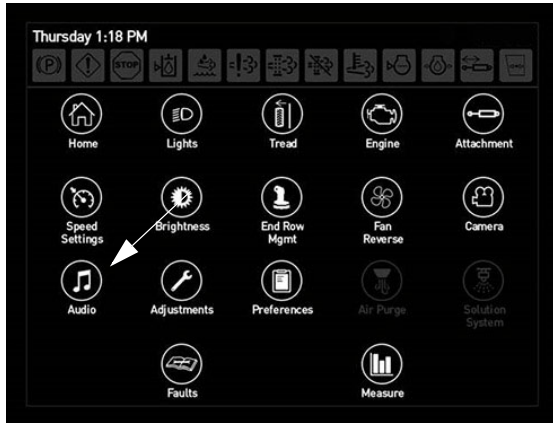 Thursday 1:18 PM
(P) STOP
Home Lights Tread Engine Attachment
Speed Brightness End Row Fan Camera
Settings Mgmt Reverse
Audio Adjustments Preferences Air Purge Solution
System
Faults Measure